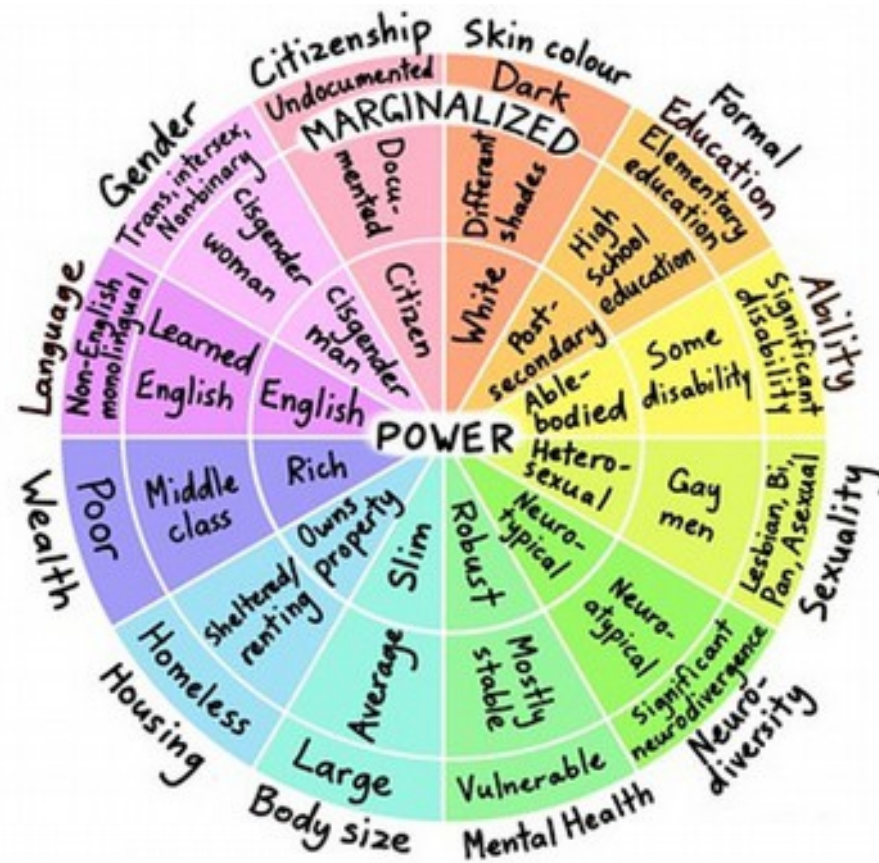 Citizenship
Undocumented
Docu-
mented
Citizen
Skin colour
Dark
Different
shades
White
Formal
Education
Elementary
education
High
school
education
Post-
secondary
Ability
Significant
disability
Some
disability
Able-
bodied
Sexuality
Lesbian, Bi,
Pan, Asexual
Gay
men
Hetero-
sexual
Neuro-
diversity
Significant
neurodivergence
Neuro-
atypical
Neuro-
typical
Mental Health
Vulnerable
Mostly
stable
Robust
Body size
Large
Average
Slim
Housing
Homeless
Sheltered/
renting
Owns
property
Wealth
Poor
Middle
class
Rich
Language
Non-English
monolingual
Learned
English
English
Gender
Trans, intersex,
Non-binary
cisgender
woman
cisgender
man
MARGINALIZED
POWER